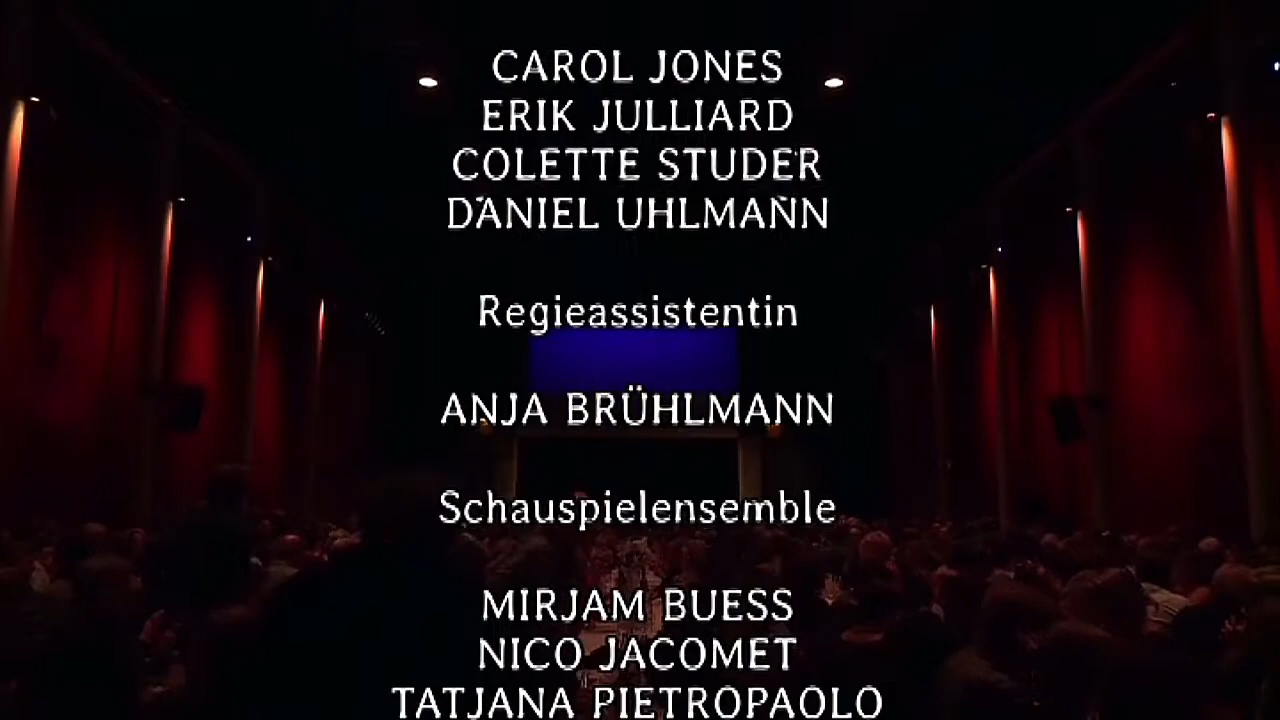 CAROL JONES
ERIK JULLIARD
COLETTE STUDER
DANIEL UHLMANN
Regieassistentin
ANJA BRÜHLMANN
Schauspielensemble
MIRJAM BUESS
NICO JACOMET
TATJANA PIETROPAOLO